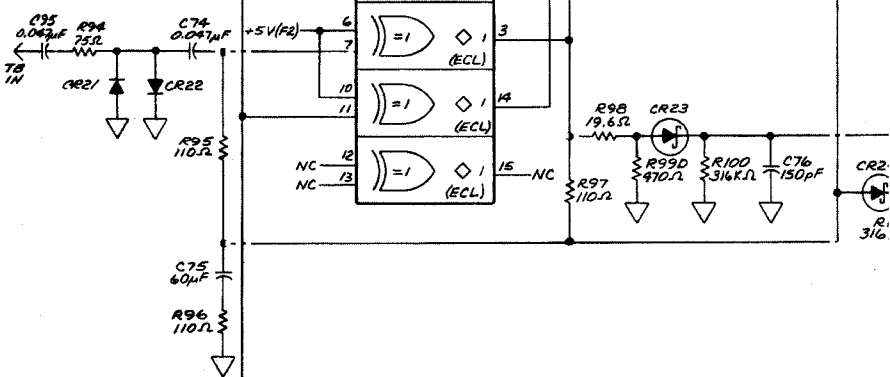 C95
0.047µF
R94
75Ω
C74
0.047µF
TB
IN
CR21
CR22
+5V(F2)
6
7
=1
◇ 1
3
(ECL)
10
11
=1
◇ 1
14
(ECL)
12
13
NC
NC
=1
◇ 1
15
NC
(ECL)
R95
110Ω
C75
60µF
R96
110Ω
R97
110Ω
R98
19.6Ω
CR23
R99D
470Ω
R100
316KΩ
C76
150pF
316